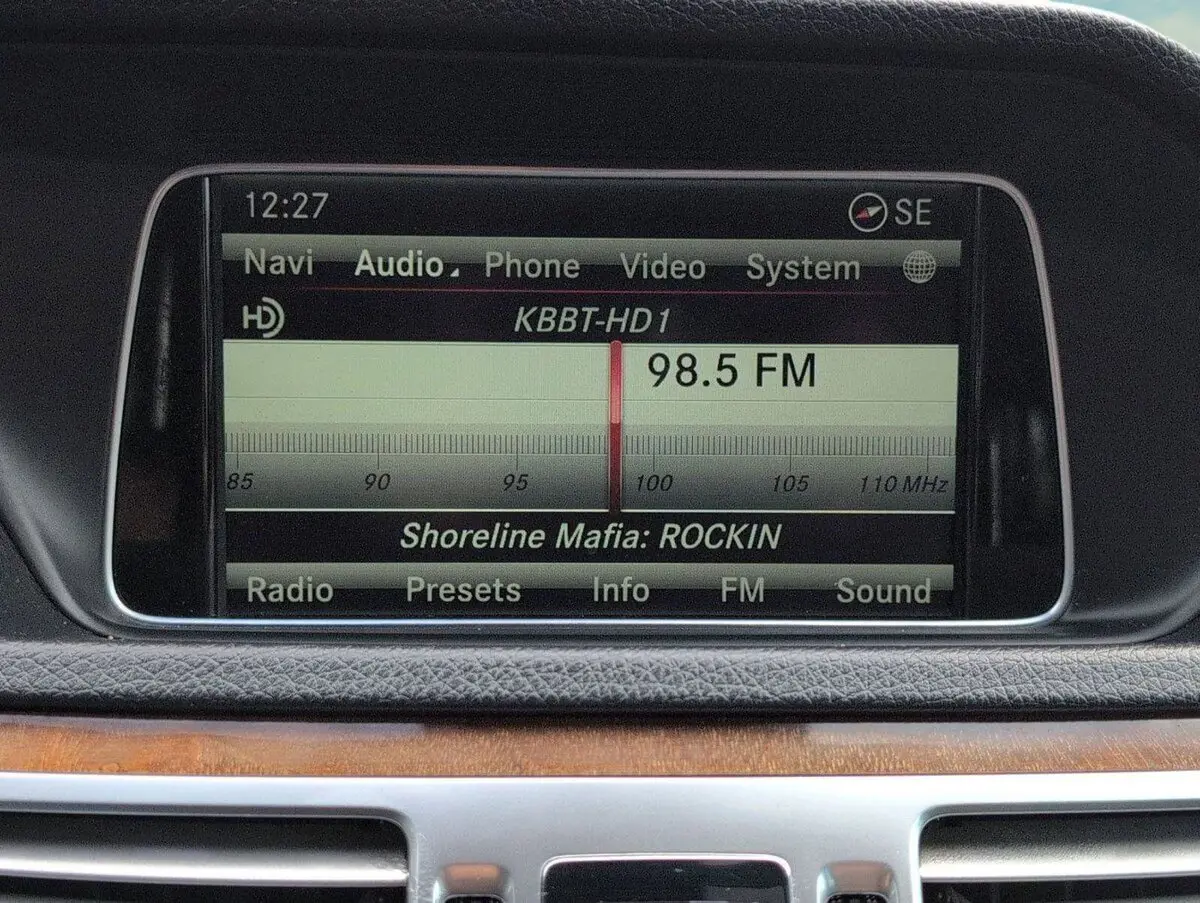 12:27 SE
Navi Audio Phone Video System
HD KBBT-HD1
98.5 FM
85 90 95 100 105 110 MHz
Shoreline Mafia: ROCKIN
Radio Presets Info FM Sound